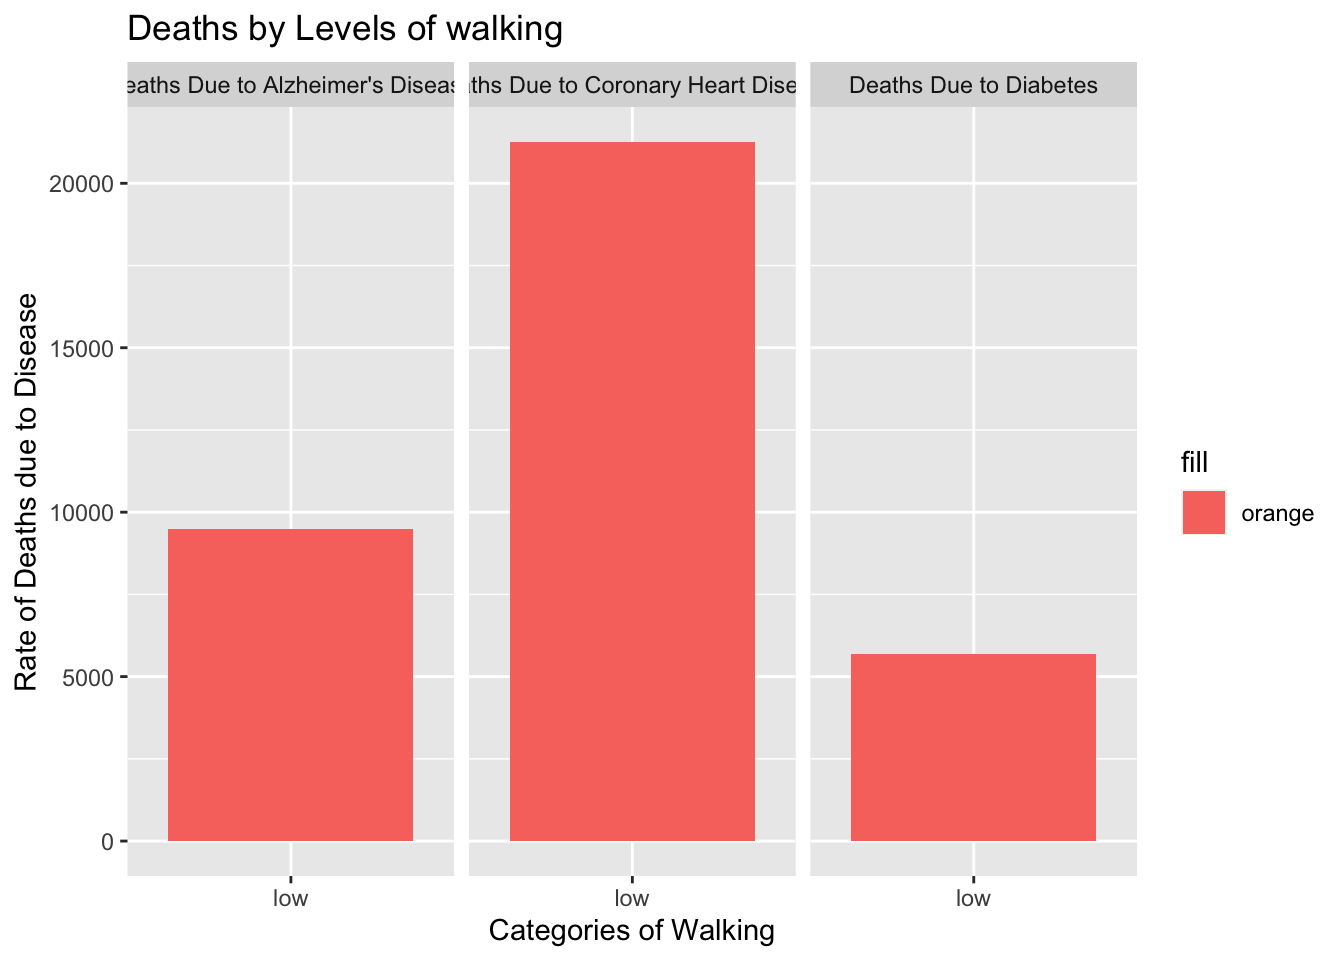 Deaths by Levels of walking
eaths Due to Alzheimer's Diseas
ths Due to Coronary Heart Dise
Deaths Due to Diabetes
20000
15000
10000
5000
0
Rate of Deaths due to Disease
low
low
low
Categories of Walking
fill
orange